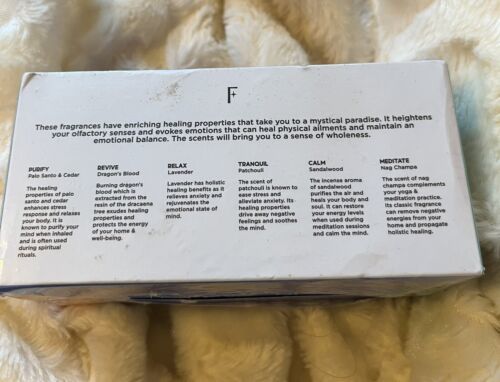 F+
These fragrances have enriching healing properties that take you to a mystical paradise. It heightens
your olfactory senses and evokes emotions that can heal physical ailments and maintain an
emotional balance. The scents will bring you to a sense of wholeness.
PURIFY
Palo Santo & Cedar
The healing
properties of palo
santo and cedar
enhances stress
response and relaxes
your body. It is
known to purify your
mind when inhaled
and is often used
during spiritual
rituals.
REVIVE
Dragon's Blood
Burning dragon's
blood which is
extracted from the
resin of the dracaena
tree exudes healing
properties and
protects the energy
of your home &
well-being.
RELAX
Lavender
Lavender has holistic
healing benefits as it
relieves anxiety and
rejuvenates the
emotional state of
mind.
TRANQUIL
Patchouli
The scent of
patchouli is known to
ease stress and
alleviate anxiety. Its
healing properties
drive away negative
feelings and soothes
the mind.
CALM
Sandalwood
The incense aroma
of sandalwood
purifies the air and
heals your body and
soul. It can restore
your energy levels
when used during
meditation sessions
and calm the mind.
MEDITATE
Nag Champa
The scent of nag
champa complements
your yoga &
meditation practice.
Its classic fragrance
can remove negative
energies from your
home and propagate
holistic healing.